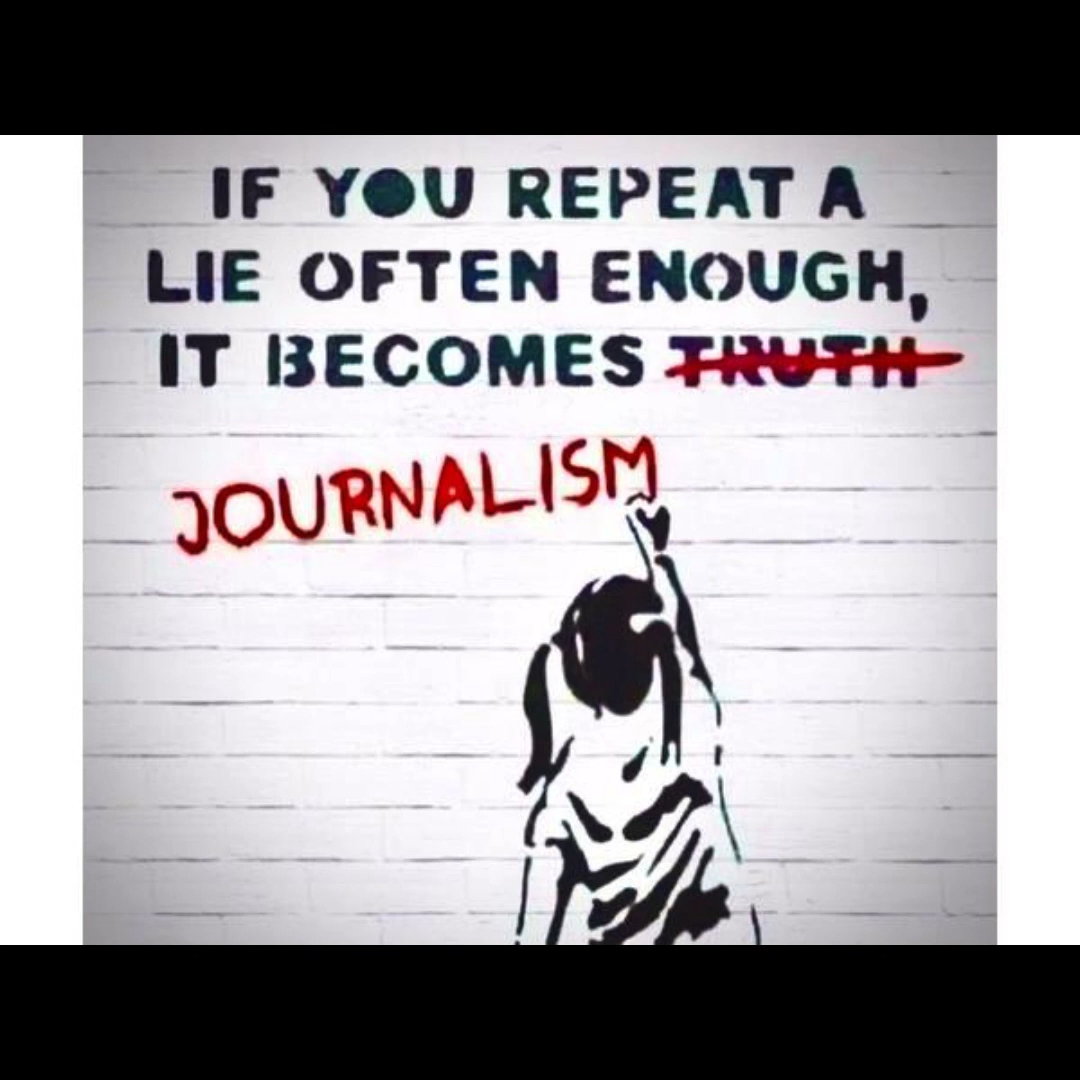 IF YOU REPEAT A
LIE OFTEN ENOUGH,
IT BECOMES TRUTH
JOURNALISM